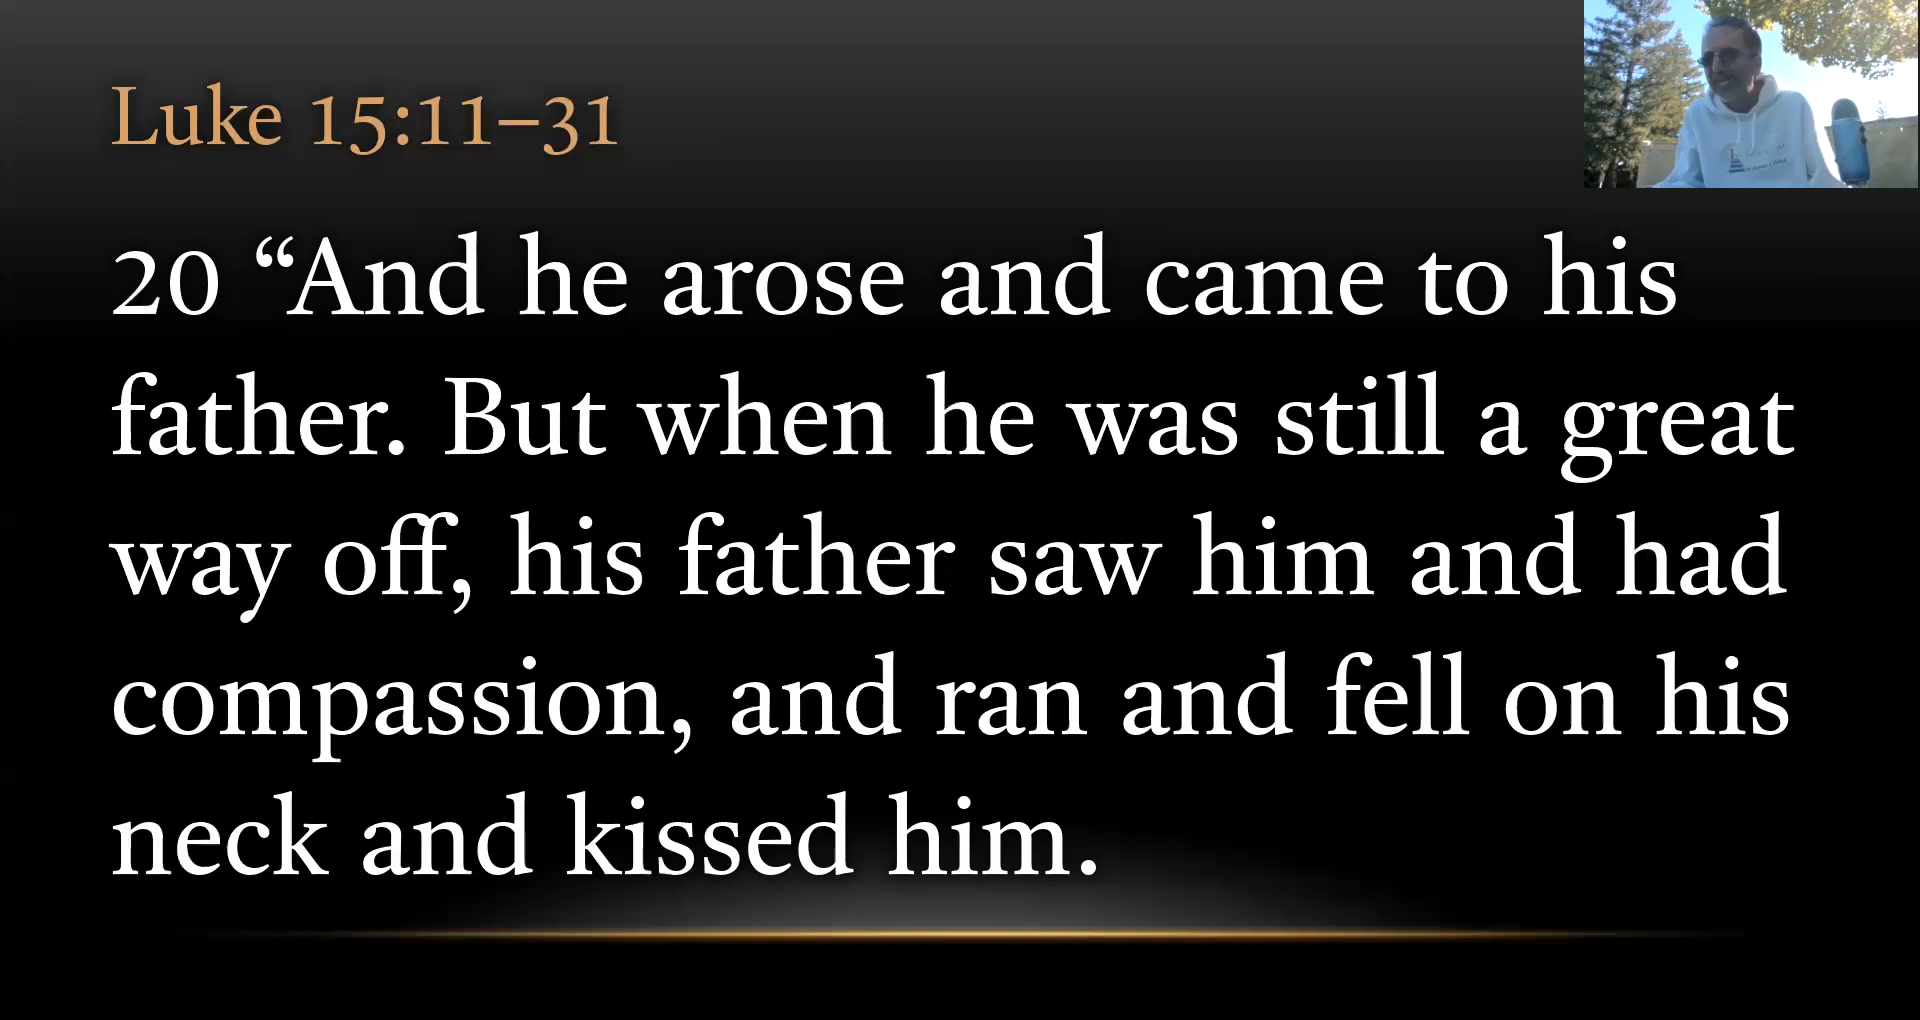 Luke 15:11–31
20 “And he arose and came to his
father. But when he was still a great
way off, his father saw him and had
compassion, and ran and fell on his
neck and kissed him.